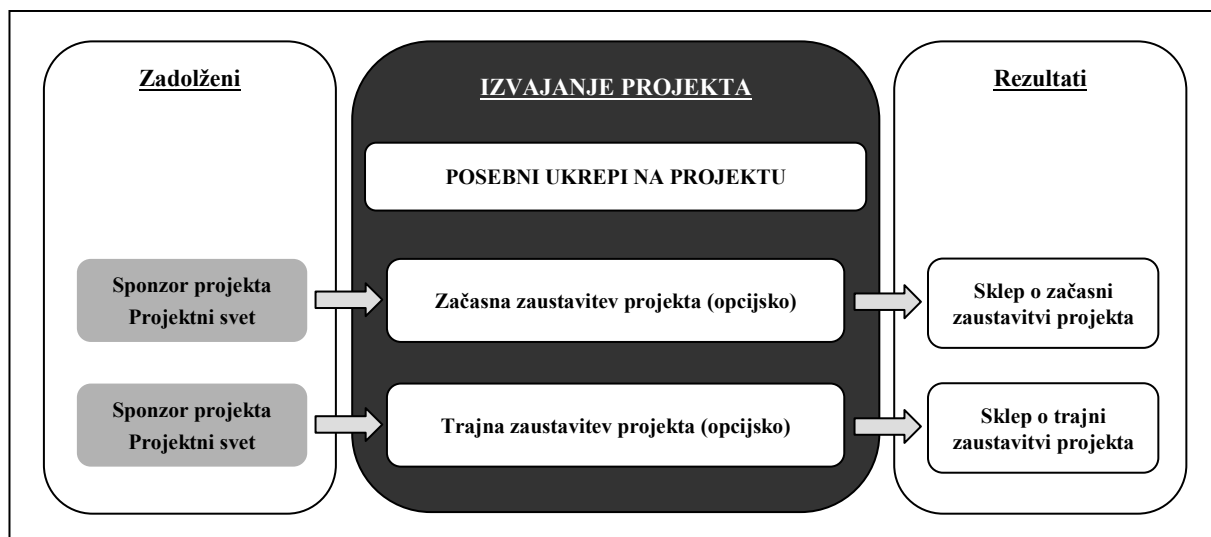 Zadolženi
IZVAJANJE PROJEKTA
Rezultati
POSEBNI UKREPI NA PROJEKTU
Sponzor projekta
Projektni svet
Začasna zaustavitev projekta (opcijsko)
Sklep o začasni
zaustavitvi projekta
Sponzor projekta
Projektni svet
Trajna zaustavitev projekta (opcijsko)
Sklep o trajni
zaustavitvi projekta